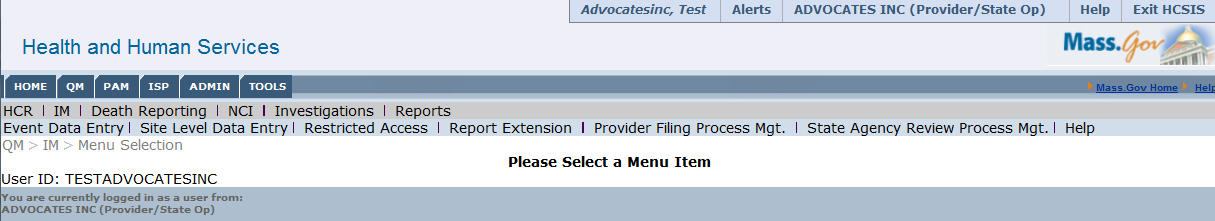 Advocatesinc, Test | Alerts | ADVOCATES INC (Provider/State Op) | Help | Exit HCSIS
Health and Human Services
Mass.Gov
HOME QM PAM ISP ADMIN TOOLS
Mass.Gov Home Help
HCR | IM | Death Reporting | NCI | Investigations | Reports
Event Data Entry | Site Level Data Entry | Restricted Access | Report Extension | Provider Filing Process Mgt. | State Agency Review Process Mgt. | Help
QM > IM > Menu Selection
Please Select a Menu Item
User ID: TESTADVOCATESINC
You are currently logged in as a user from:
ADVOCATES INC (Provider/State Op)